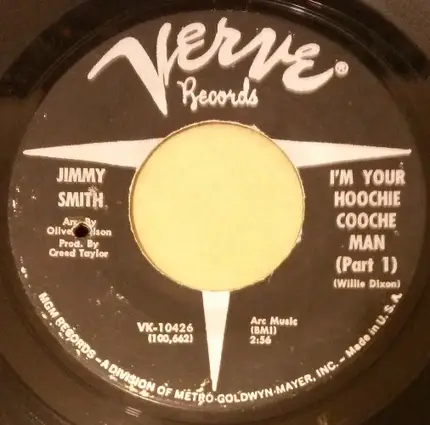 Verve®
Records
JIMMY
SMITH
Arr. By
Prod. By
Creed Taylor
I'M YOUR
HOOCHIE
COOCHE
MAN
(Part 1)
(Willie Dixon)
VK-10426
(100,662)
Arc Music
(BMI)
2:56
MGM RECORDS – A DIVISION OF METRO-GOLDWYN-MAYER, INC. – Made in U.S.A.